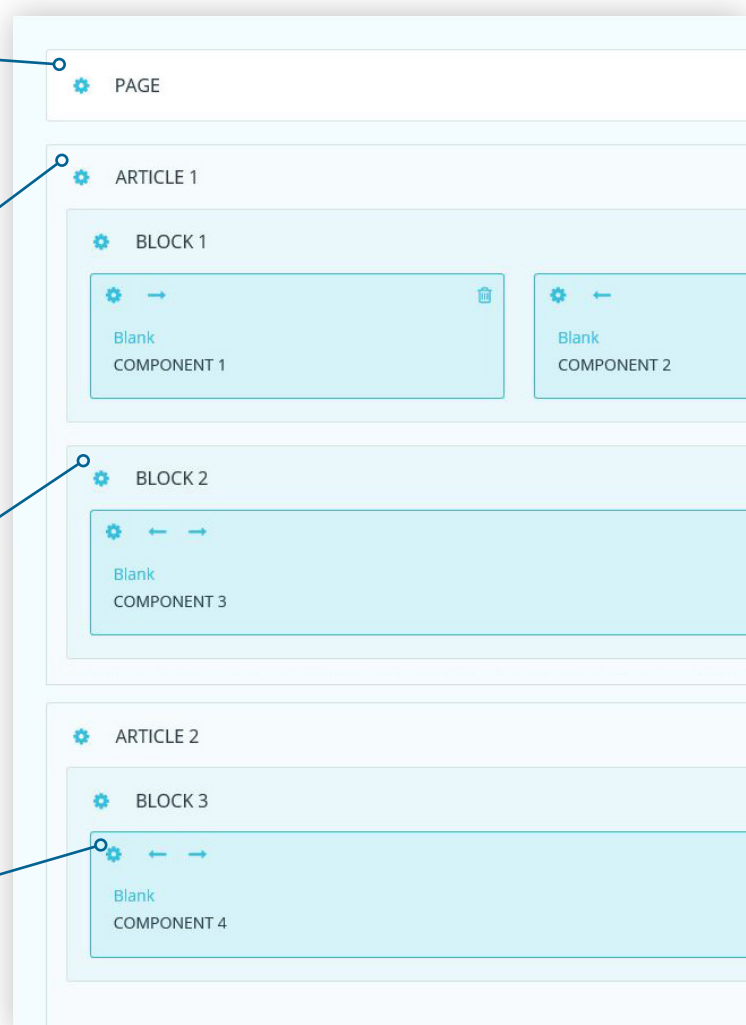 PAGE
ARTICLE 1
BLOCK 1
Blank
COMPONENT 1
Blank
COMPONENT 2
BLOCK 2
Blank
COMPONENT 3
ARTICLE 2
BLOCK 3
Blank
COMPONENT 4